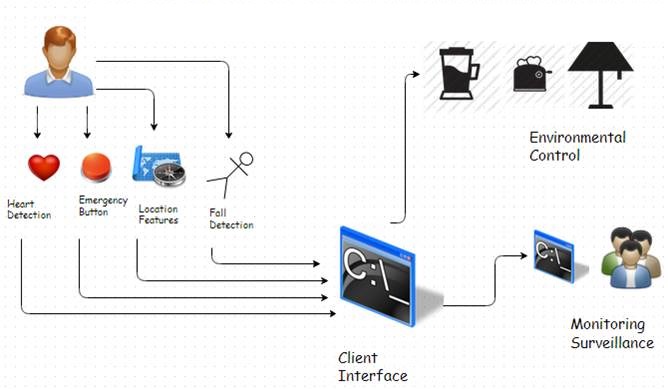 Heart
Detection
Emergency
Button
Location
Features
Fall
Detection
Environmental
Control
C:\_
C:\_
Monitoring
Surveillance
Client
Interface